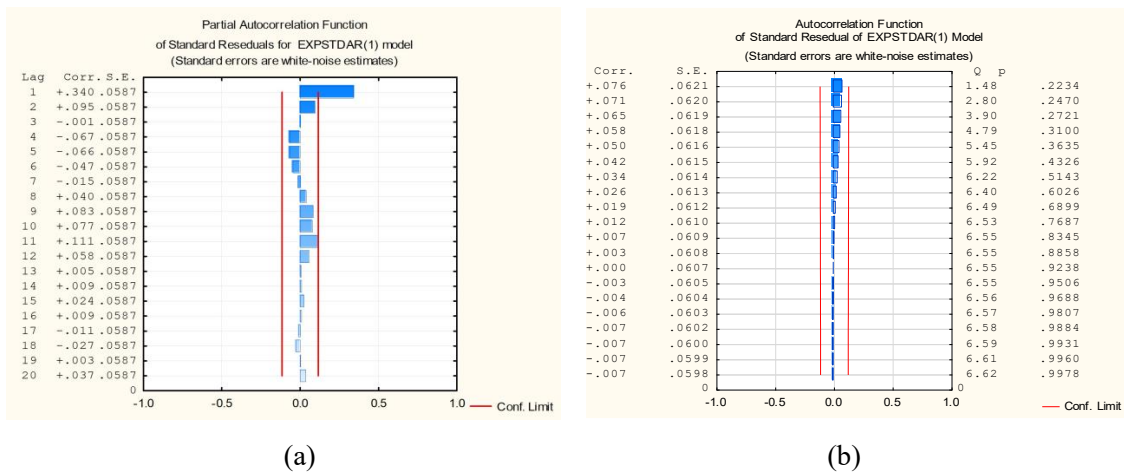 Partial Autocorrelation Function
of Standard Reseduals for EXPSTDAR(1) model
(Standard errors are white-noise estimates)
Lag Corr. S.E.
1 +.340 .0587
2 +.095 .0587
3 -.001 .0587
4 -.067 .0587
5 -.066 .0587
6 -.047 .0587
7 -.015 .0587
8 +.040 .0587
9 +.083 .0587
10 +.077 .0587
11 +.111 .0587
12 +.058 .0587
13 +.005 .0587
14 +.009 .0587
15 +.024 .0587
16 +.009 .0587
17 -.011 .0587
18 -.027 .0587
19 +.003 .0587
20 +.037 .0587
0
-1.0 -0.5 0.0 0.5 1.0
Conf. Limit
(a)
Autocorrelation Function
of Standard Resedual of EXPSTDAR(1) Model
(Standard errors are white-noise estimates)
Corr. S.E. Q p
+.076 .0621 1.48 .2234
+.071 .0620 2.80 .2470
+.065 .0619 3.90 .2721
+.058 .0618 4.79 .3100
+.050 .0616 5.45 .3635
+.042 .0615 5.92 .4326
+.034 .0614 6.22 .5143
+.026 .0613 6.40 .6026
+.019 .0612 6.49 .6899
+.012 .0610 6.53 .7687
+.007 .0609 6.55 .8345
+.003 .0608 6.55 .8858
+.000 .0607 6.55 .9238
-.003 .0605 6.55 .9506
-.004 .0604 6.56 .9688
-.006 .0603 6.57 .9807
-.007 .0602 6.58 .9884
-.007 .0600 6.59 .9931
-.007 .0599 6.61 .9960
-.007 .0598 6.62 .9978
0 0
-1.0 -0.5 0.0 0.5 1.0
Conf. Limit
(b)